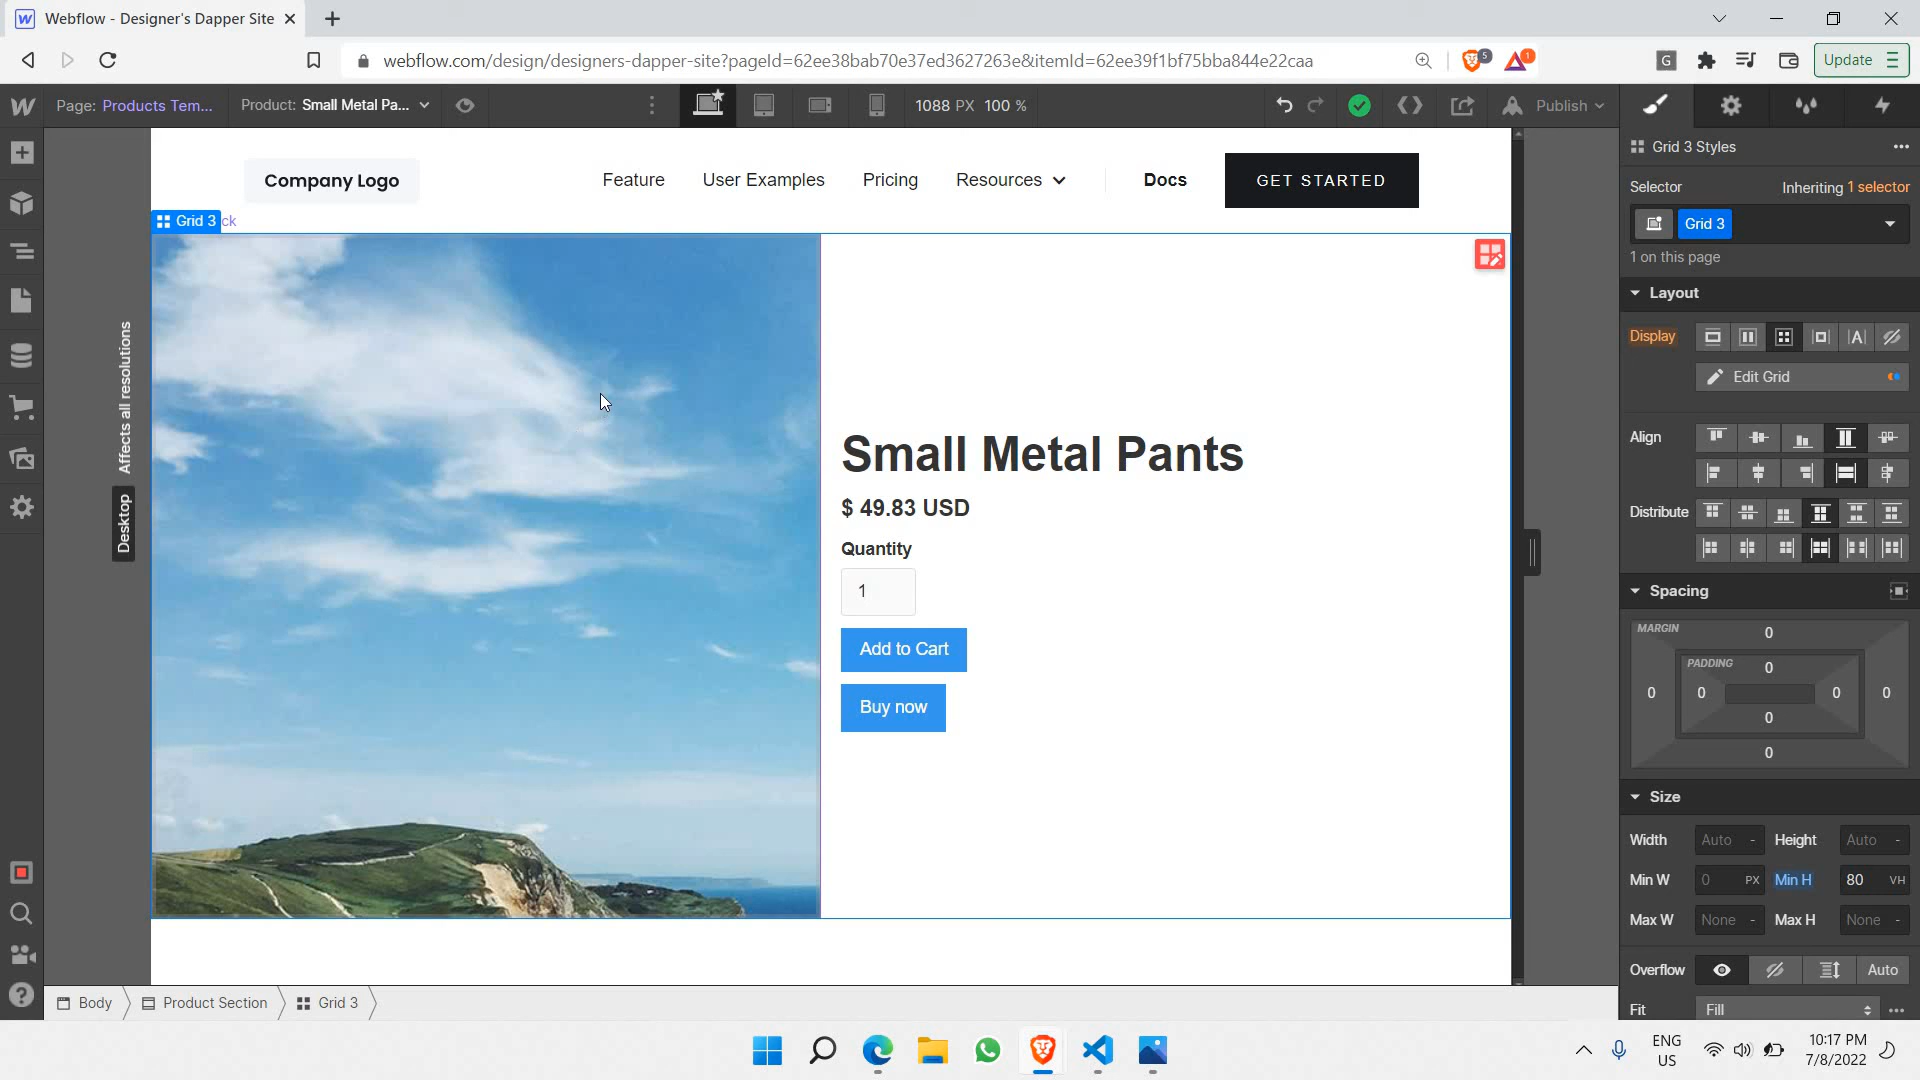 Webflow - Designer's Dapper Site
webflow.com/design/designers-dapper-site?pageId=62ee38bab70e37ed3627263e&itemId=62ee39f1bf75bba844e22caa
5
1
G
Update
Page: Products Tem...
Product: Small Metal Pa...
1088 PX 100 %
Publish
Company Logo
Feature
User Examples
Pricing
Resources
Docs
GET STARTED
Grid 3
ck
Desktop Affects all resolutions
Small Metal Pants
$ 49.83 USD
Quantity
1
Add to Cart
Buy now
Grid 3 Styles
Selector
Inheriting 1 selector
Grid 3
1 on this page
Layout
Display
Edit Grid
Align
Distribute
Spacing
MARGIN
0
PADDING
0
0 0 0 0
0
0
Size
Width Auto - Height Auto -
Min W 0 PX Min H 80 VH
Max W None - Max H None -
Overflow Auto
Fit Fill
Body
Product Section
Grid 3
ENG
US
10:17 PM
7/8/2022